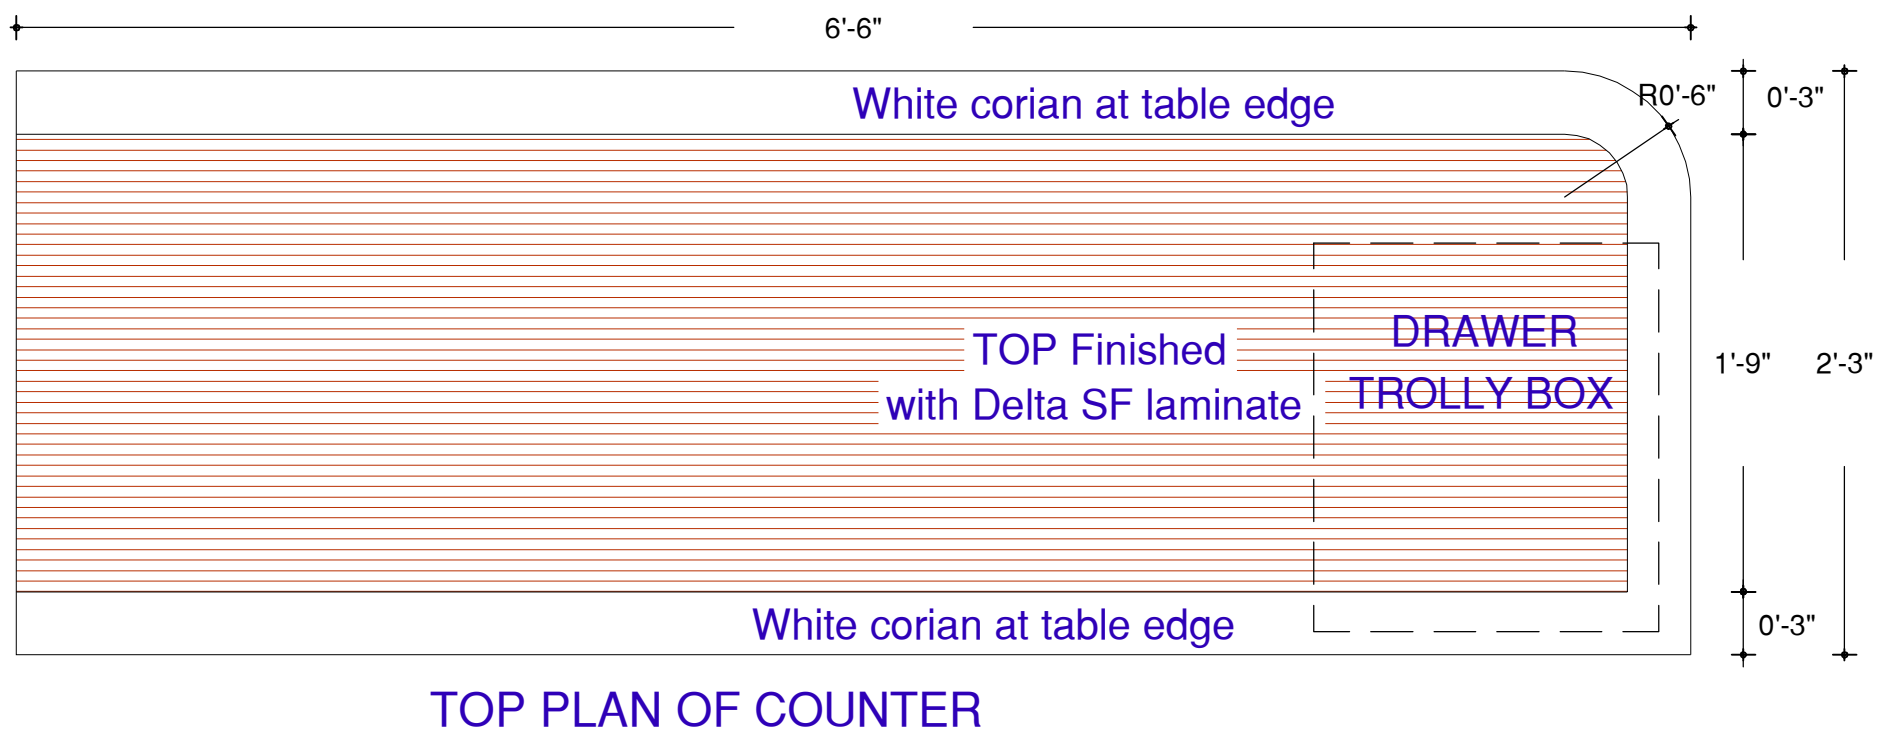 6'-6"
White corian at table edge
R0'-6"
0'-3"
TOP Finished
with Delta SF laminate
DRAWER
TROLLY BOX
1'-9"
2'-3"
White corian at table edge
0'-3"
TOP PLAN OF COUNTER